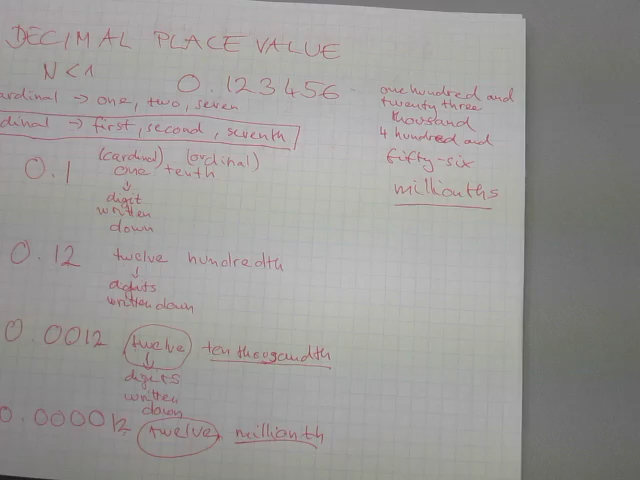 DECIMAL PLACE VALUE
N < 1
0.123456
ardinal → one, two, seven
dinal → first, second, seventh
one hundred and
twenty three
thousand
4 hundred and
fifty-six
millionths
(cardinal) (ordinal)
0.1 one tenth
↓
digit
written
down
0.12 twelve hundredth
↓
digits
written down
0.0012 twelve ten thousandth
↓
digits
written
down
0.000012 twelve millionth